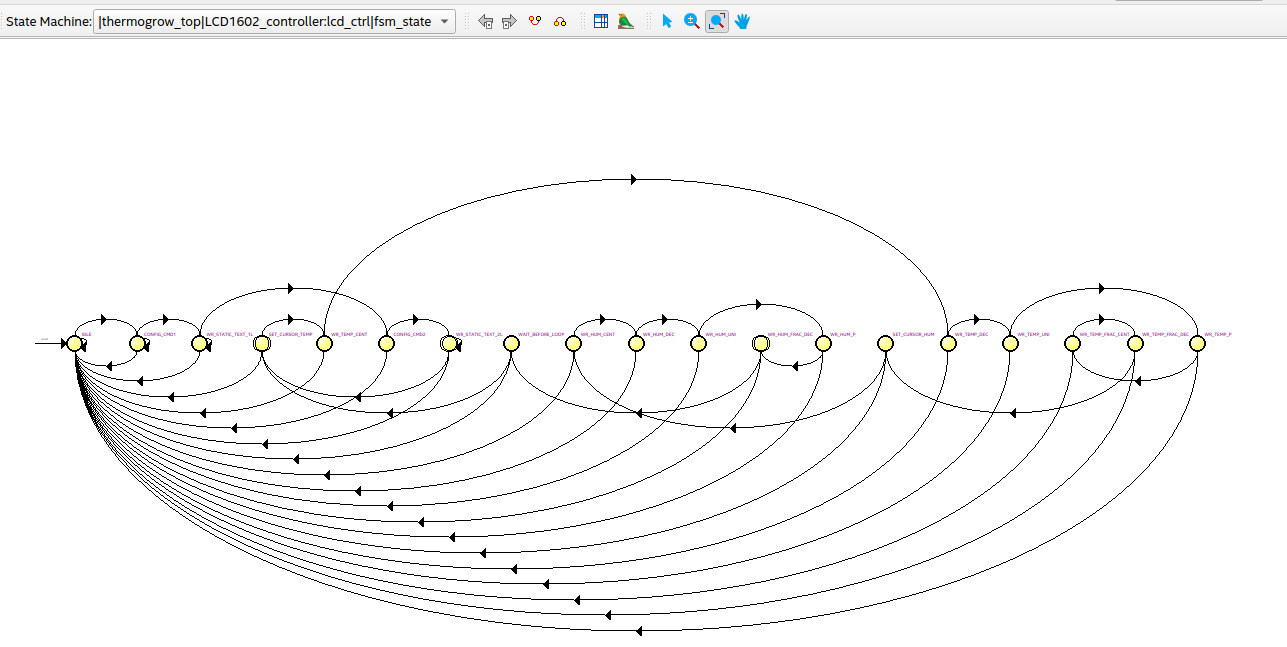 State Machine: |thermogrow_top|LCD1602_controller:lcd_ctrl|fsm_state
IDLE CONFIG_CMD1 WR_STATIC_TEXT_1L SET_CURSOR_TEMP WR_TEMP_CENT CONFIG_CMD2 WR_STATIC_TEXT_2L WAIT_BEFORE_LOOP WR_HUM_CENT WR_HUM_DEC WR_HUM_UNI WR_HUM_FRAC_DEC WR_HUM_P SET_CURSOR_HUM WR_TEMP_DEC WR_TEMP_UNI WR_TEMP_FRAC_CENT WR_TEMP_FRAC_DEC WR_TEMP_P